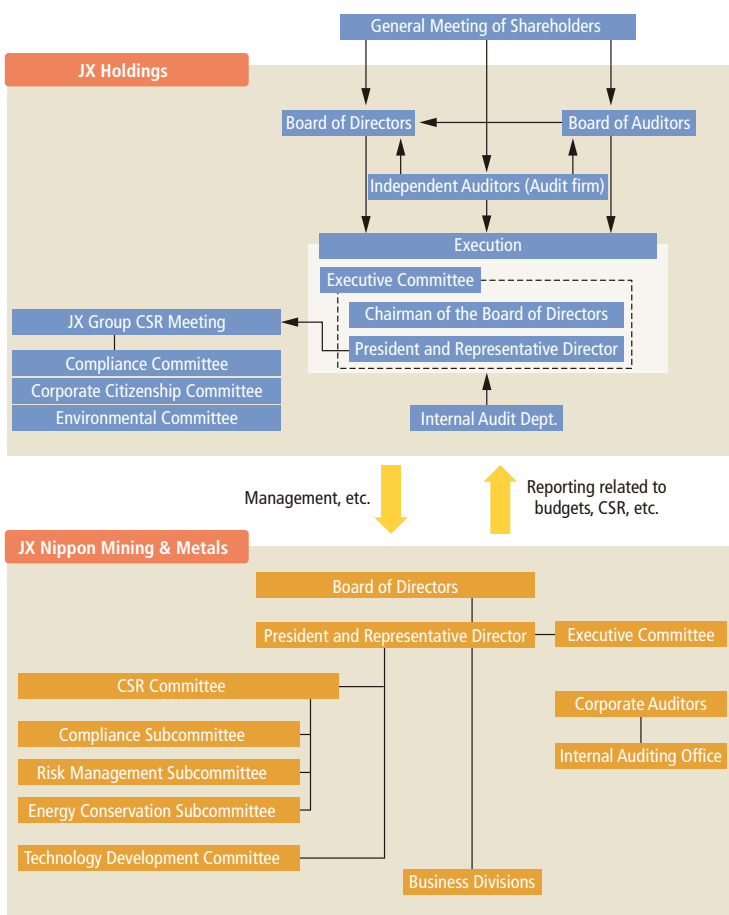 General Meeting of Shareholders
JX Holdings
Board of Directors
Board of Auditors
Independent Auditors (Audit firm)
Execution
Executive Committee
Chairman of the Board of Directors
President and Representative Director
JX Group CSR Meeting
Compliance Committee
Corporate Citizenship Committee
Environmental Committee
Internal Audit Dept.
Management, etc.
Reporting related to
budgets, CSR, etc.
JX Nippon Mining & Metals
Board of Directors
President and Representative Director
Executive Committee
CSR Committee
Corporate Auditors
Compliance Subcommittee
Internal Auditing Office
Risk Management Subcommittee
Energy Conservation Subcommittee
Technology Development Committee
Business Divisions